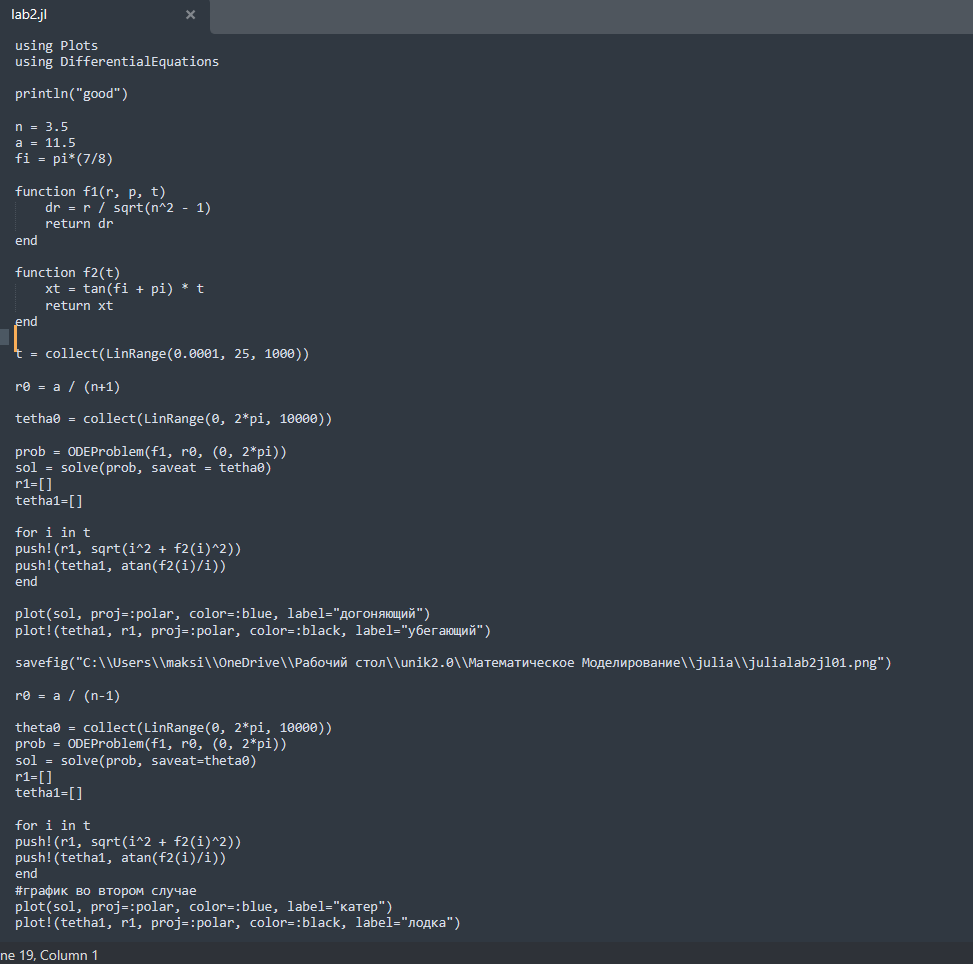 lab2.jl
using Plots
using DifferentialEquations
println("good")
n = 3.5
a = 11.5
fi = pi*(7/8)
function f1(r, p, t)
    dr = r / sqrt(n^2 - 1)
    return dr
end
function f2(t)
    xt = tan(fi + pi) * t
    return xt
end
t = collect(LinRange(0.0001, 25, 1000))
r0 = a / (n+1)
tetha0 = collect(LinRange(0, 2*pi, 10000))
prob = ODEProblem(f1, r0, (0, 2*pi))
sol = solve(prob, saveat = tetha0)
r1=[]
tetha1=[]
for i in t
push!(r1, sqrt(i^2 + f2(i)^2))
push!(tetha1, atan(f2(i)/i))
end
plot(sol, proj=:polar, color=:blue, label="догоняющий")
plot!(tetha1, r1, proj=:polar, color=:black, label="убегающий")
savefig("C:\\Users\\maksi\\OneDrive\\Рабочий стол\\unik2.0\\Математическое Моделирование\\julia\\julialab2jl01.png")
r0 = a / (n-1)
theta0 = collect(LinRange(0, 2*pi, 10000))
prob = ODEProblem(f1, r0, (0, 2*pi))
sol = solve(prob, saveat=theta0)
r1=[]
tetha1=[]
for i in t
push!(r1, sqrt(i^2 + f2(i)^2))
push!(tetha1, atan(f2(i)/i))
end
#график во втором случае
plot(sol, proj=:polar, color=:blue, label="катер")
plot!(tetha1, r1, proj=:polar, color=:black, label="лодка")
ne 19, Column 1